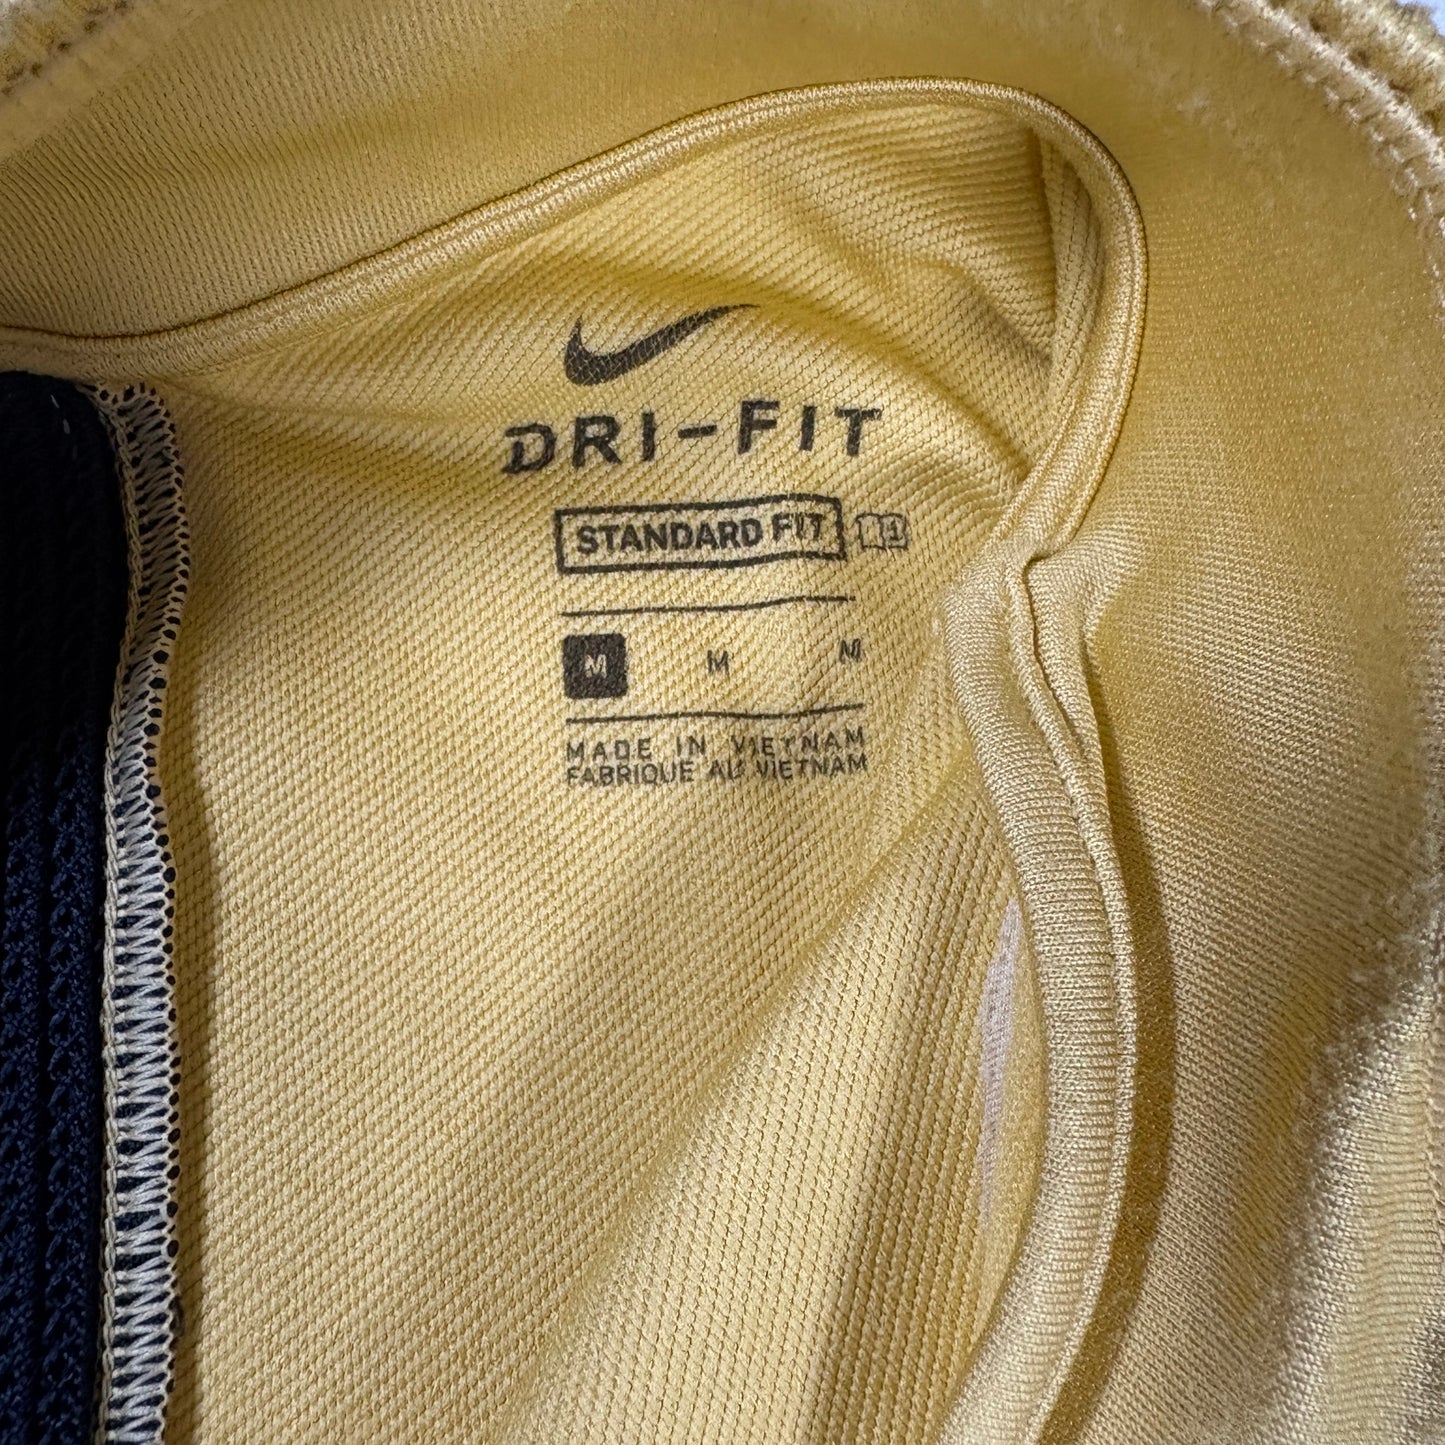 DRI-FIT
STANDARD FIT
M M M
MADE IN VIETNAM
FABRIQUE AU VIETNAM